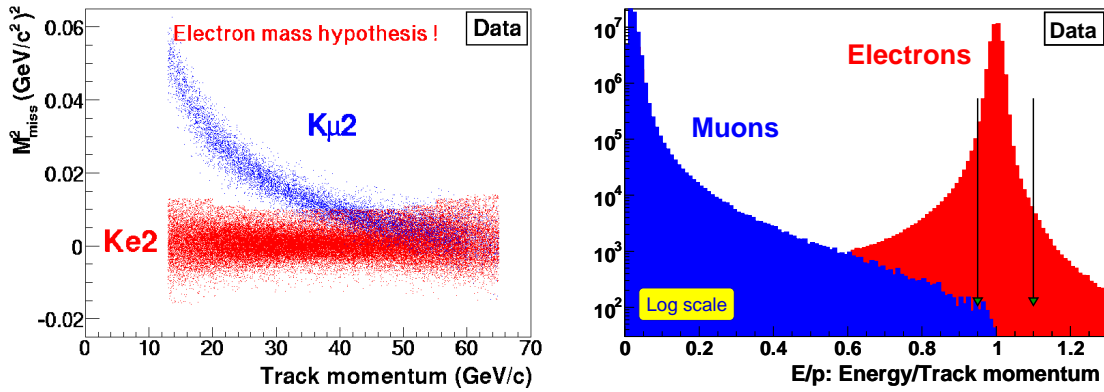 M²miss (GeV/c²)²
0.06
0.04
0.02
0
-0.02
Electron mass hypothesis !
Data
Kμ2
Ke2
0 10 20 30 40 50 60 70
Track momentum (GeV/c)
10⁷
10⁶
10⁵
10⁴
10³
10²
Data
Electrons
Muons
Log scale
0 0.2 0.4 0.6 0.8 1 1.2
E/p: Energy/Track momentum